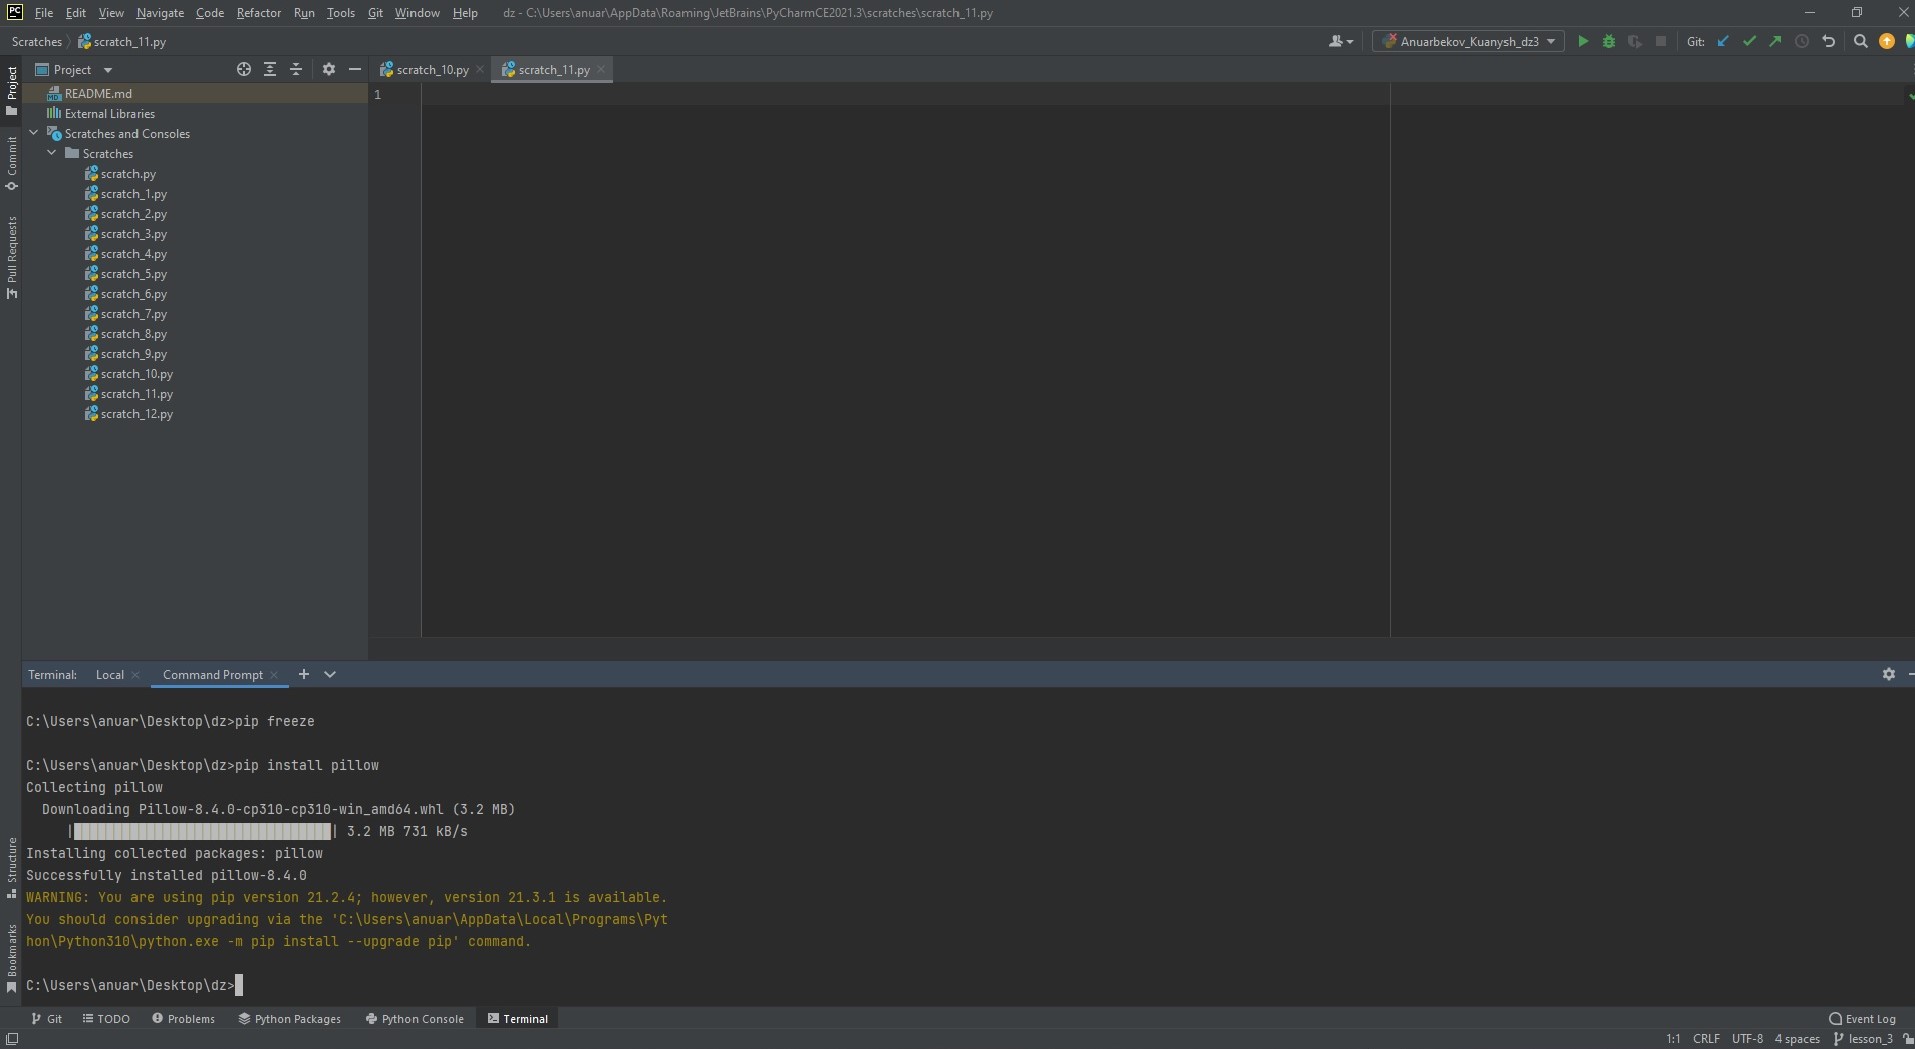 PC File Edit View Navigate Code Refactor Run Tools Git Window Help dz - C:\Users\anuar\AppData\Roaming\JetBrains\PyCharmCE2021.3\scratches\scratch_11.py
Scratches scratch_11.py Anuarbekov_Kuanysh_dz3 Git:
Project scratch_10.py scratch_11.py
Project
Commit
Pull Requests
README.md
External Libraries
Scratches and Consoles
Scratches
scratch.py
scratch_1.py
scratch_2.py
scratch_3.py
scratch_4.py
scratch_5.py
scratch_6.py
scratch_7.py
scratch_8.py
scratch_9.py
scratch_10.py
scratch_11.py
scratch_12.py
1
Terminal: Local Command Prompt
C:\Users\anuar\Desktop\dz>pip freeze
C:\Users\anuar\Desktop\dz>pip install pillow
Collecting pillow
Downloading Pillow-8.4.0-cp310-cp310-win_amd64.whl (3.2 MB)
| | 3.2 MB 731 kB/s
Installing collected packages: pillow
Successfully installed pillow-8.4.0
WARNING: You are using pip version 21.2.4; however, version 21.3.1 is available.
You should consider upgrading via the 'C:\Users\anuar\AppData\Local\Programs\Pyt
hon\Python310\python.exe -m pip install --upgrade pip' command.
C:\Users\anuar\Desktop\dz>
Structure
Bookmarks
Git TODO Problems Python Packages Python Console Terminal Event Log
1:1 CRLF UTF-8 4 spaces lesson_3